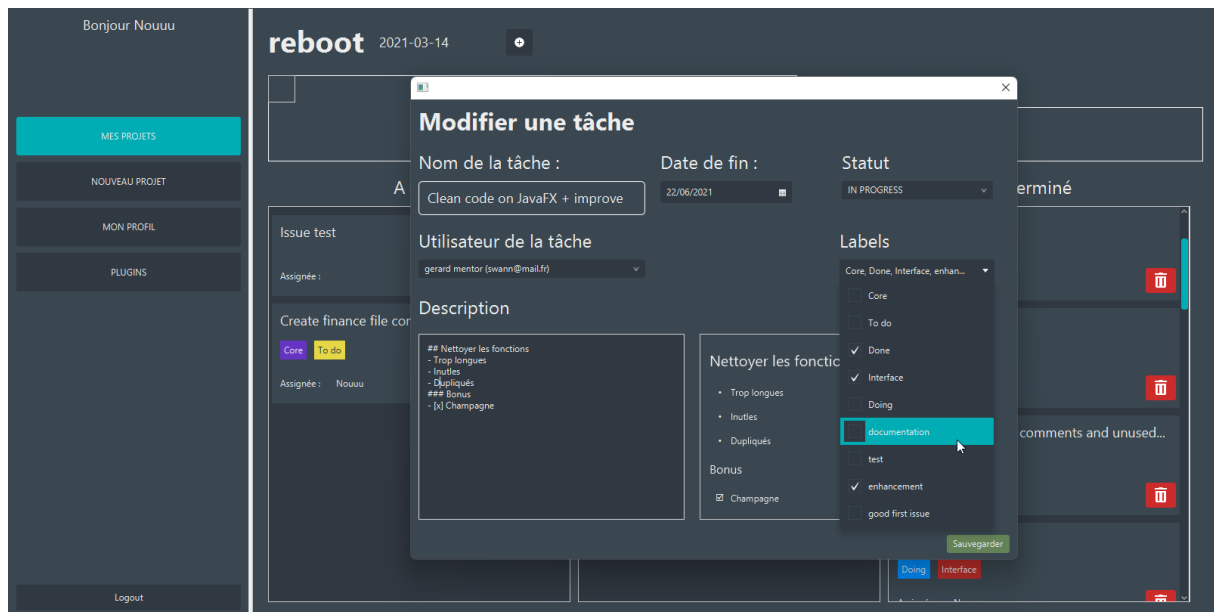 Bonjour Nouuu
MES PROJETS
NOUVEAU PROJET
MON PROFIL
PLUGINS
Logout
reboot 2021-03-14
A
erminé
Issue test
Assignée :
Create finance file cor
Core To do
Assignée : Nouuu
comments and unused...
Doing Interface
Modifier une tâche
Nom de la tâche :
Clean code on JavaFX + improve
Date de fin :
22/06/2021
Statut
IN PROGRESS
Utilisateur de la tâche
gerard mentor (swann@mail.fr)
Labels
Core, Done, Interface, enhan...
Core
To do
Done
Interface
Doing
documentation
test
enhancement
good first issue
Description
## Nettoyer les fonctions
- Trop longues
- Inutles
- Dupliqués
### Bonus
- [x] Champagne
Nettoyer les fonctio
• Trop longues
• Inutles
• Dupliqués
Bonus
Champagne
Sauvegarder